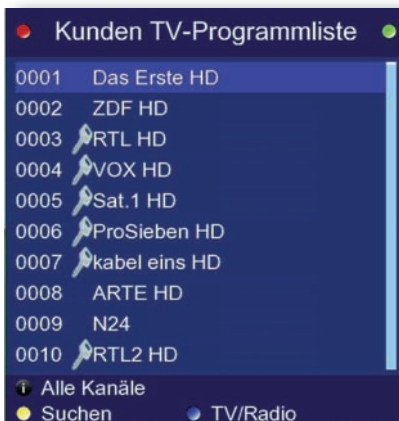 Kunden TV-Programmliste
0001 Das Erste HD
0002 ZDF HD
0003 RTL HD
0004 VOX HD
0005 Sat.1 HD
0006 ProSieben HD
0007 kabel eins HD
0008 ARTE HD
0009 N24
0010 RTL2 HD
i Alle Kanäle
Suchen TV/Radio